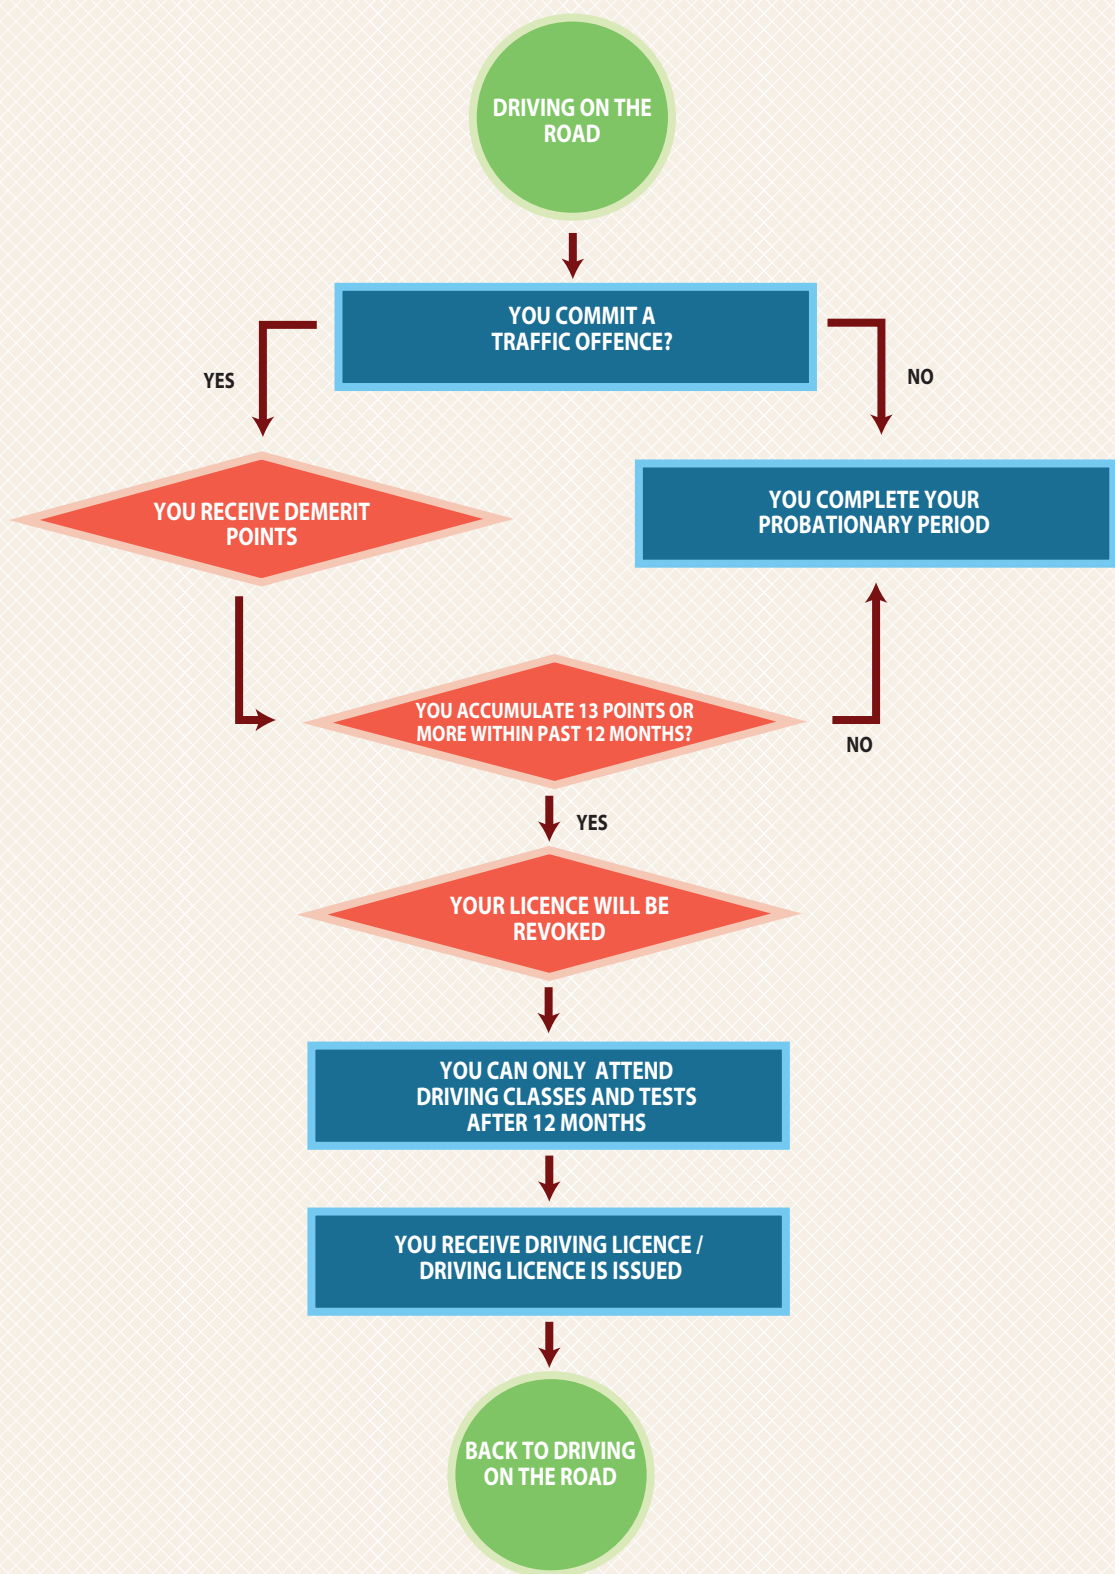 DRIVING ON THE
ROAD
YOU COMMIT A
TRAFFIC OFFENCE?
YES
NO
YOU RECEIVE DEMERIT
POINTS
YOU COMPLETE YOUR
PROBATIONARY PERIOD
YOU ACCUMULATE 13 POINTS OR
MORE WITHIN PAST 12 MONTHS?
NO
YES
YOUR LICENCE WILL BE
REVOKED
YOU CAN ONLY ATTEND
DRIVING CLASSES AND TESTS
AFTER 12 MONTHS
YOU RECEIVE DRIVING LICENCE /
DRIVING LICENCE IS ISSUED
BACK TO DRIVING
ON THE ROAD